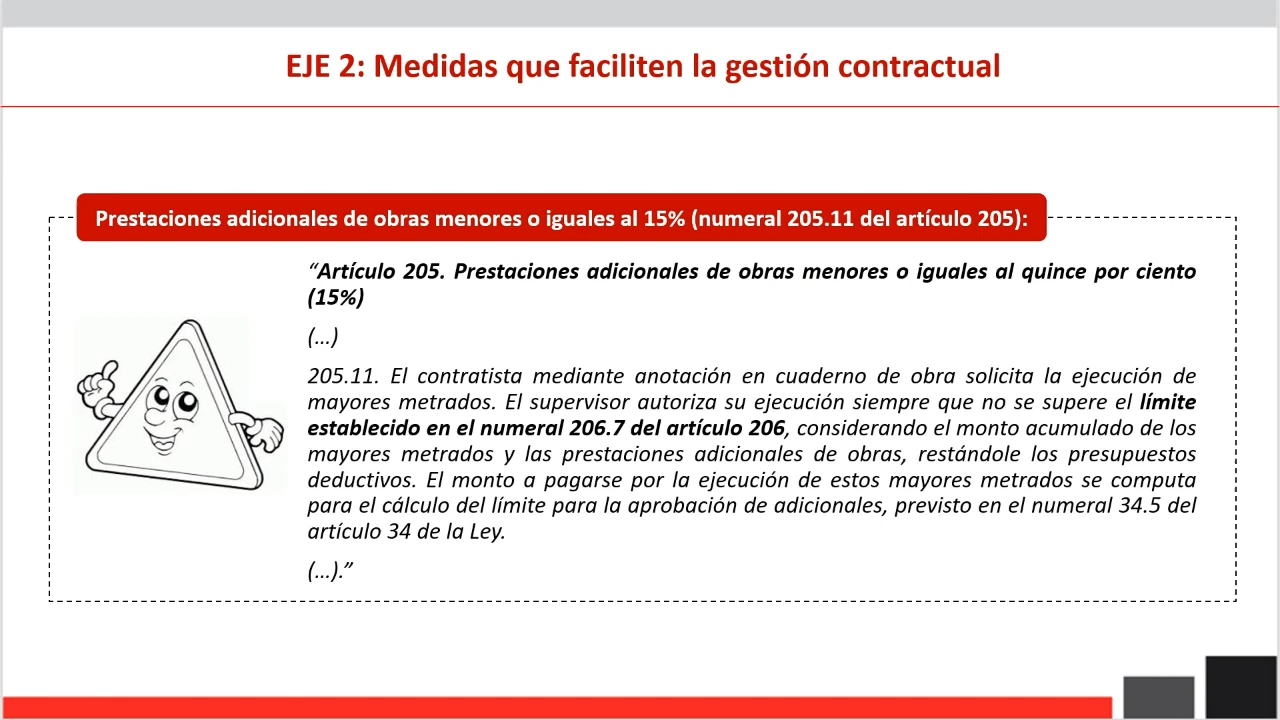 EJE 2: Medidas que faciliten la gestión contractual
Prestaciones adicionales de obras menores o iguales al 15% (numeral 205.11 del artículo 205):
“Artículo 205. Prestaciones adicionales de obras menores o iguales al quince por ciento
(15%)
(...)
205.11. El contratista mediante anotación en cuaderno de obra solicita la ejecución de
mayores metrados. El supervisor autoriza su ejecución siempre que no se supere el límite
establecido en el numeral 206.7 del artículo 206, considerando el monto acumulado de los
mayores metrados y las prestaciones adicionales de obras, restándole los presupuestos
deductivos. El monto a pagarse por la ejecución de estos mayores metrados se computa
para el cálculo del límite para la aprobación de adicionales, previsto en el numeral 34.5 del
artículo 34 de la Ley.
(...).”